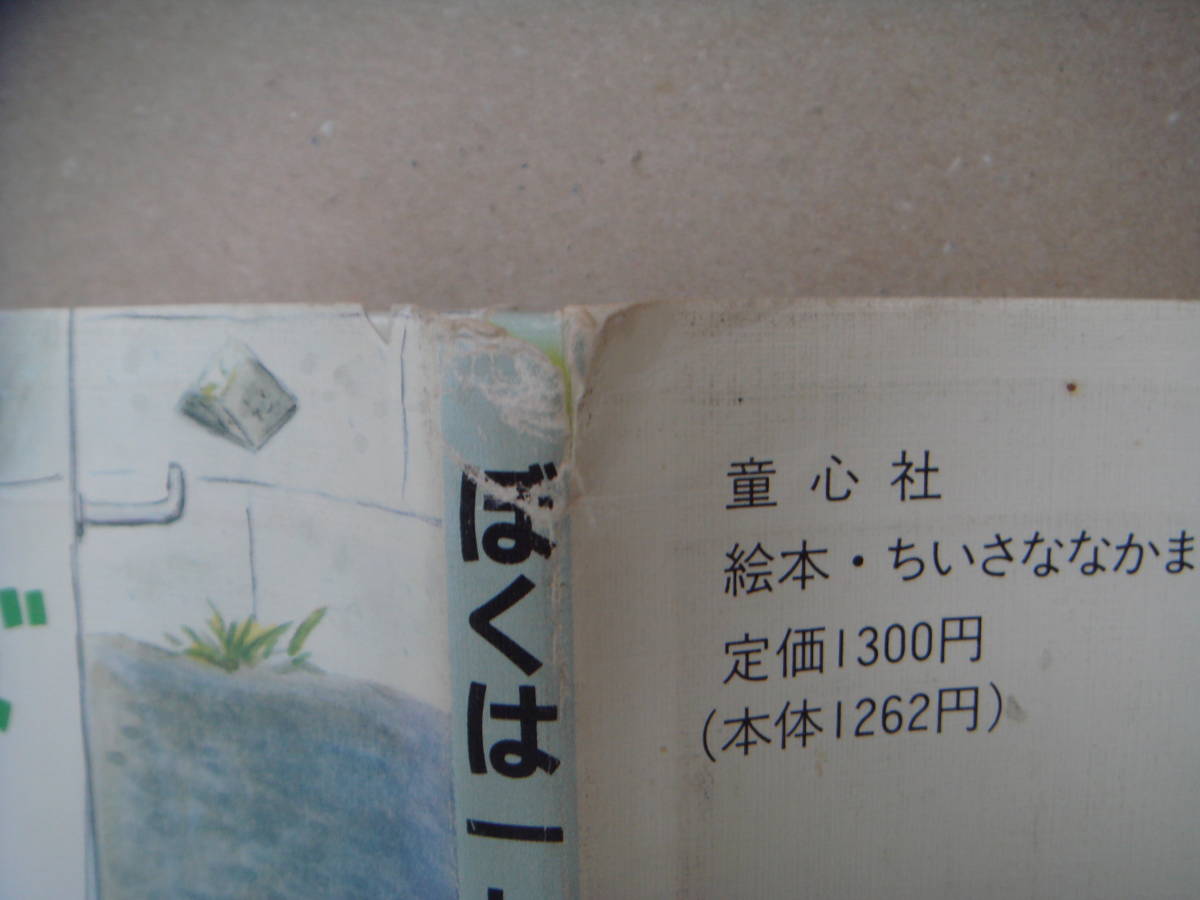 ぼくは
童心社
絵本・ちいさななかま
定価1300円
(本体1262円)